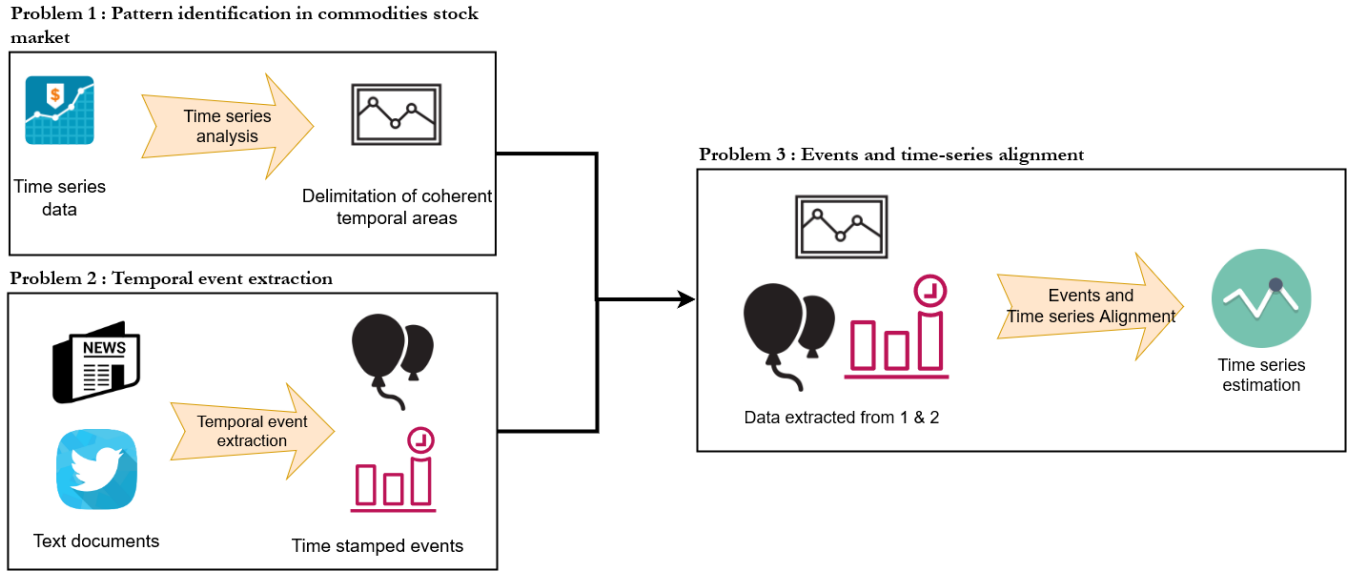 Problem 1 : Pattern identification in commodities stock
market
$
Time series
analysis
Time series
data
Delimitation of coherent
temporal areas
Problem 2 : Temporal event extraction
NEWS
Temporal event
extraction
Text documents
Time stamped events
Problem 3 : Events and time-series alignment
Events and
Time series Alignment
Data extracted from 1 & 2
Time series
estimation